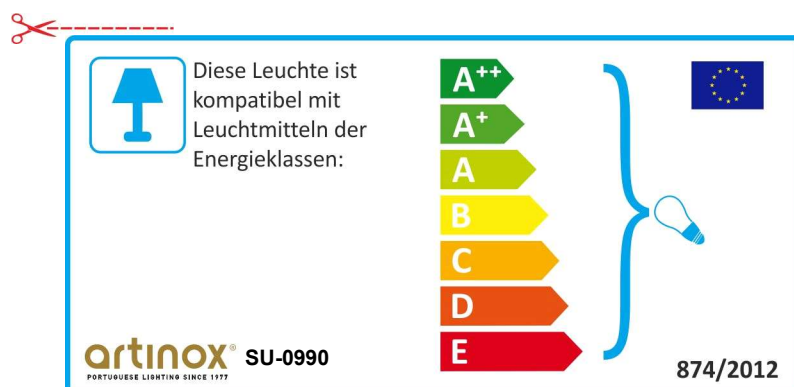 Diese Leuchte ist
kompatibel mit
Leuchtmitteln der
Energieklassen:
A++
A+
A
B
C
D
E
artinox® SU-0990
PORTUGUESE LIGHTING SINCE 1977
874/2012